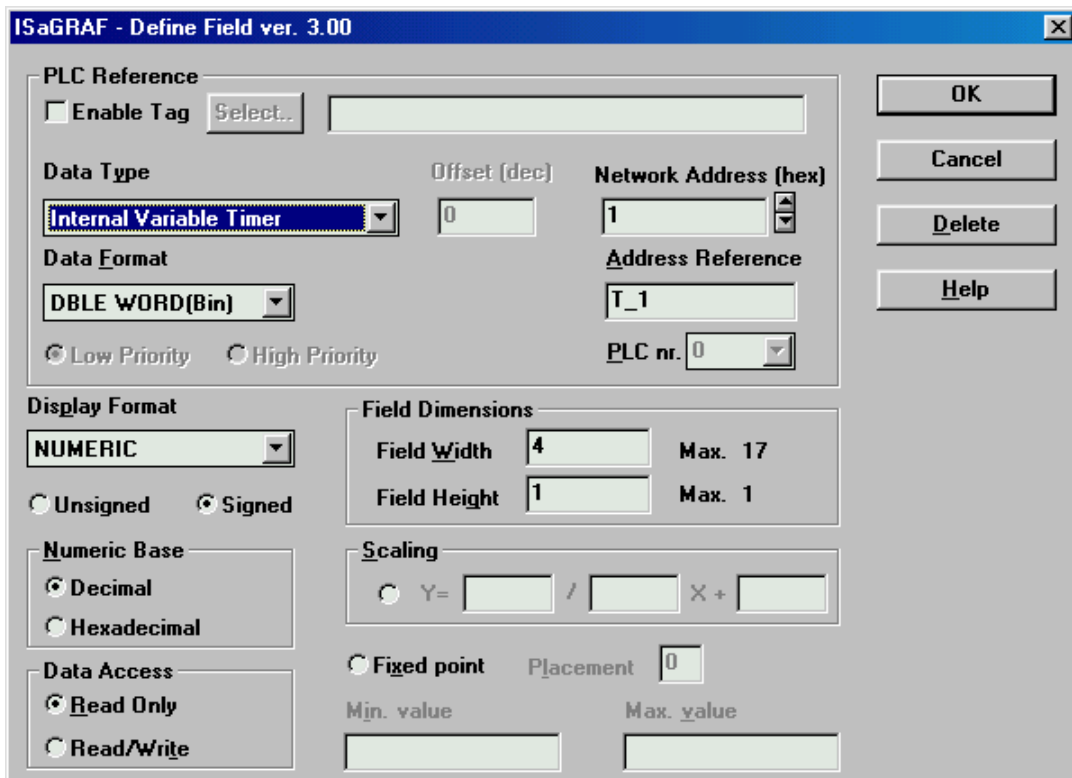 ISaGRAF - Define Field ver. 3.00
PLC Reference
Enable Tag Select..
OK
Cancel
Delete
Help
Data Type Offset (dec) Network Address (hex)
Internal Variable Timer 0 1
Data Format Address Reference
DBLE WORD(Bin) T_1
Low Priority High Priority PLC nr. 0
Display Format
NUMERIC
Unsigned Signed
Field Dimensions
Field Width 4 Max. 17
Field Height 1 Max. 1
Numeric Base
Decimal
Hexadecimal
Scaling
Y= / X +
Data Access
Read Only
Read/Write
Fixed point Placement 0
Min. value Max. value